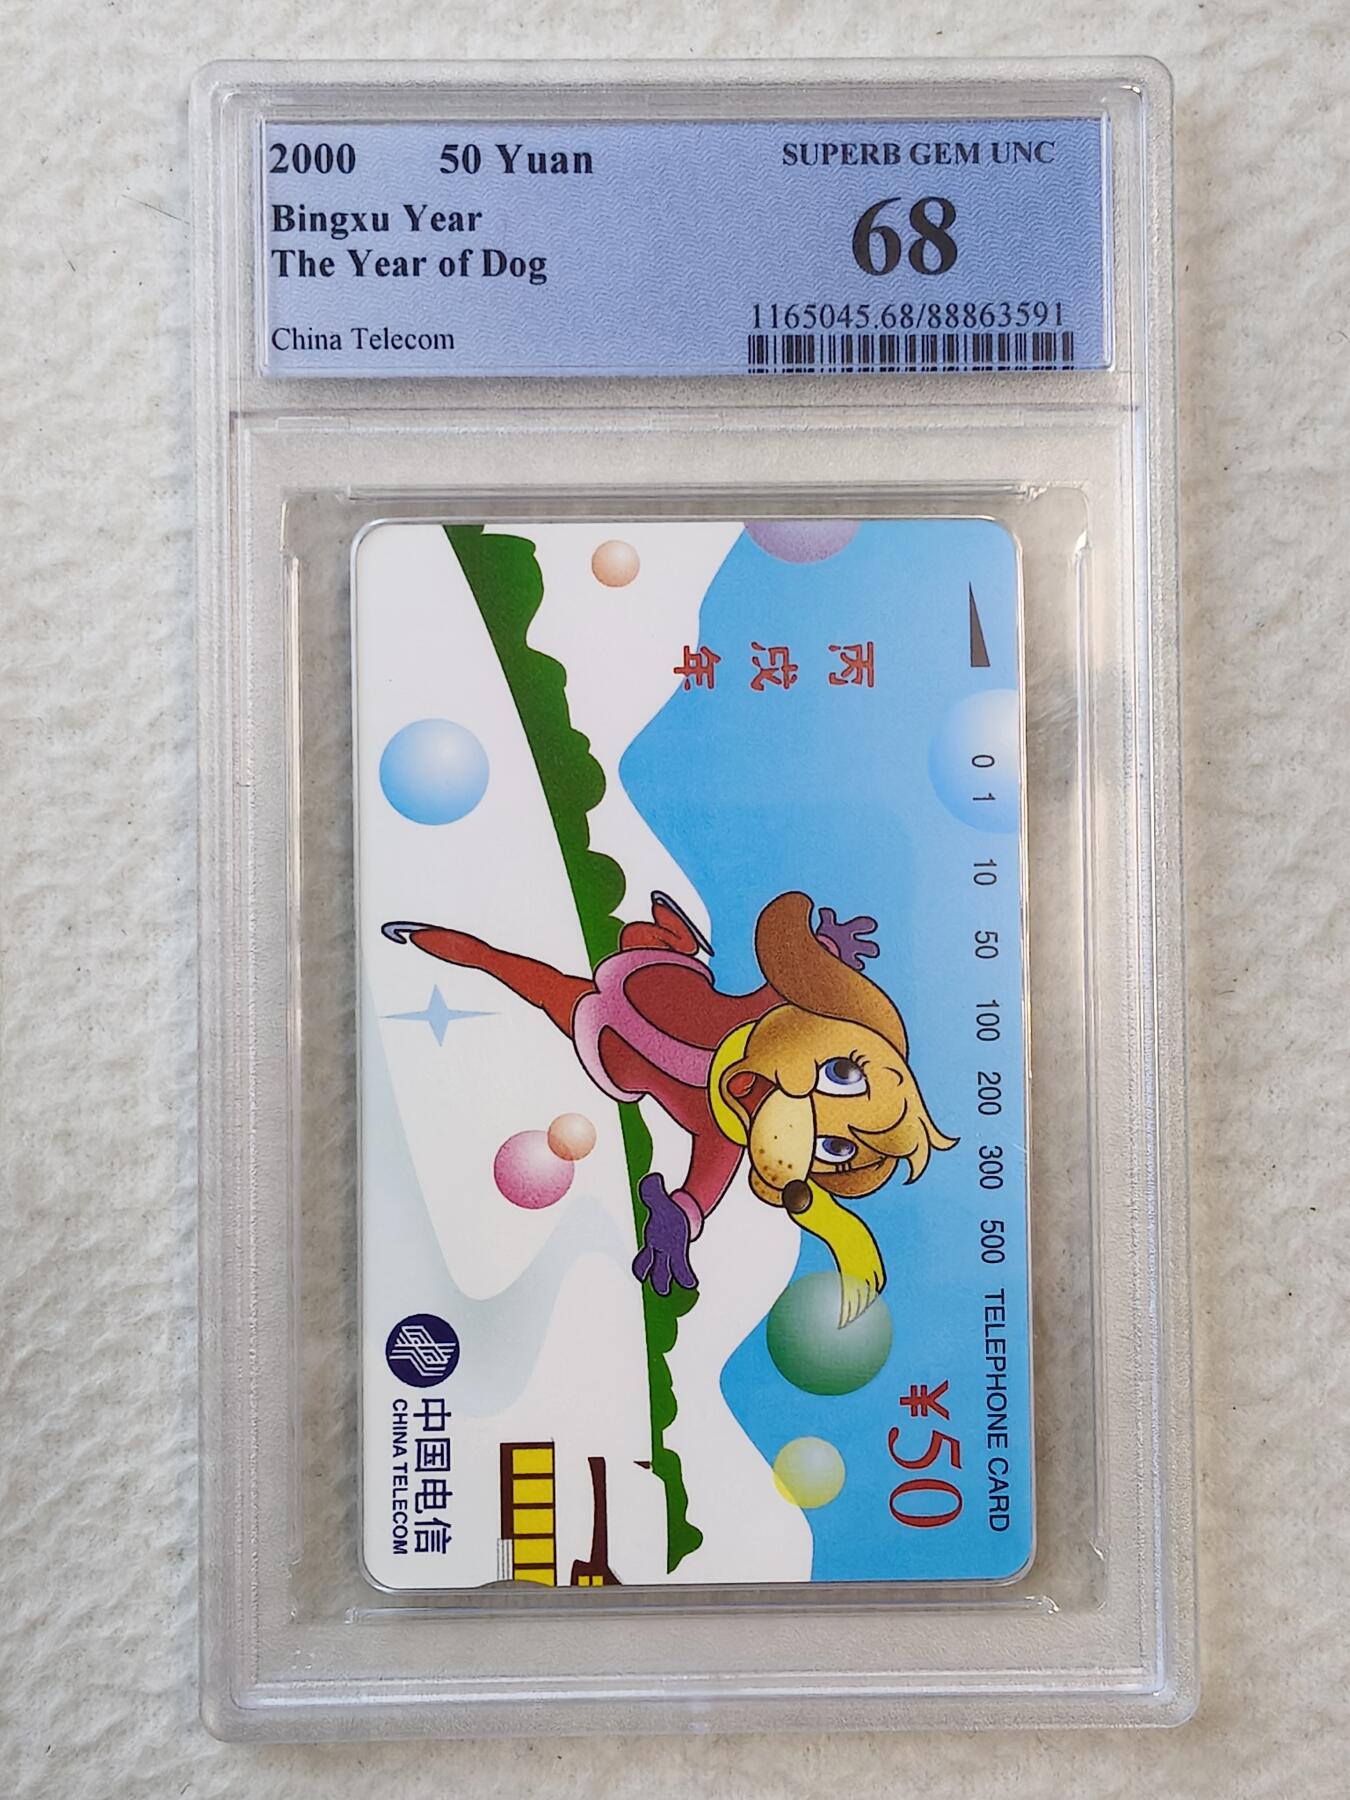 2000 50 Yuan
Bingxu Year
The Year of Dog
China Telecom
SUPERB GEM UNC
68
1165045.68/88863591
0 1 10 50 100 200 300 500 TELEPHONE CARD
丙戌年
¥50
中国电信
CHINA TELECOM